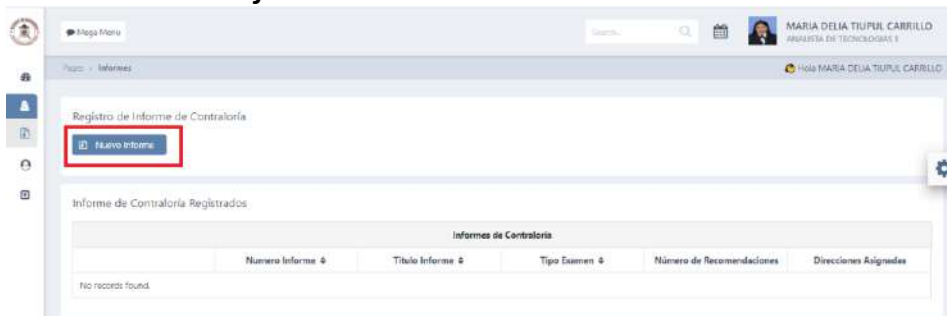 Mega Menu
Search...
MARIA DELIA TIUPUL CARRILLO
ANALISTA DE TECNOLOGIAS
Informes
Hola MARIA DELIA TIUPUL CARRILLO
Registro de Informe de Contraloría
Nuevo Informe
Informe de Contraloría Registrados
Informes de Contraloría
Numero Informe Titulo Informe Tipo Examen Número de Recomendaciones Direcciones Asignadas
No records found.